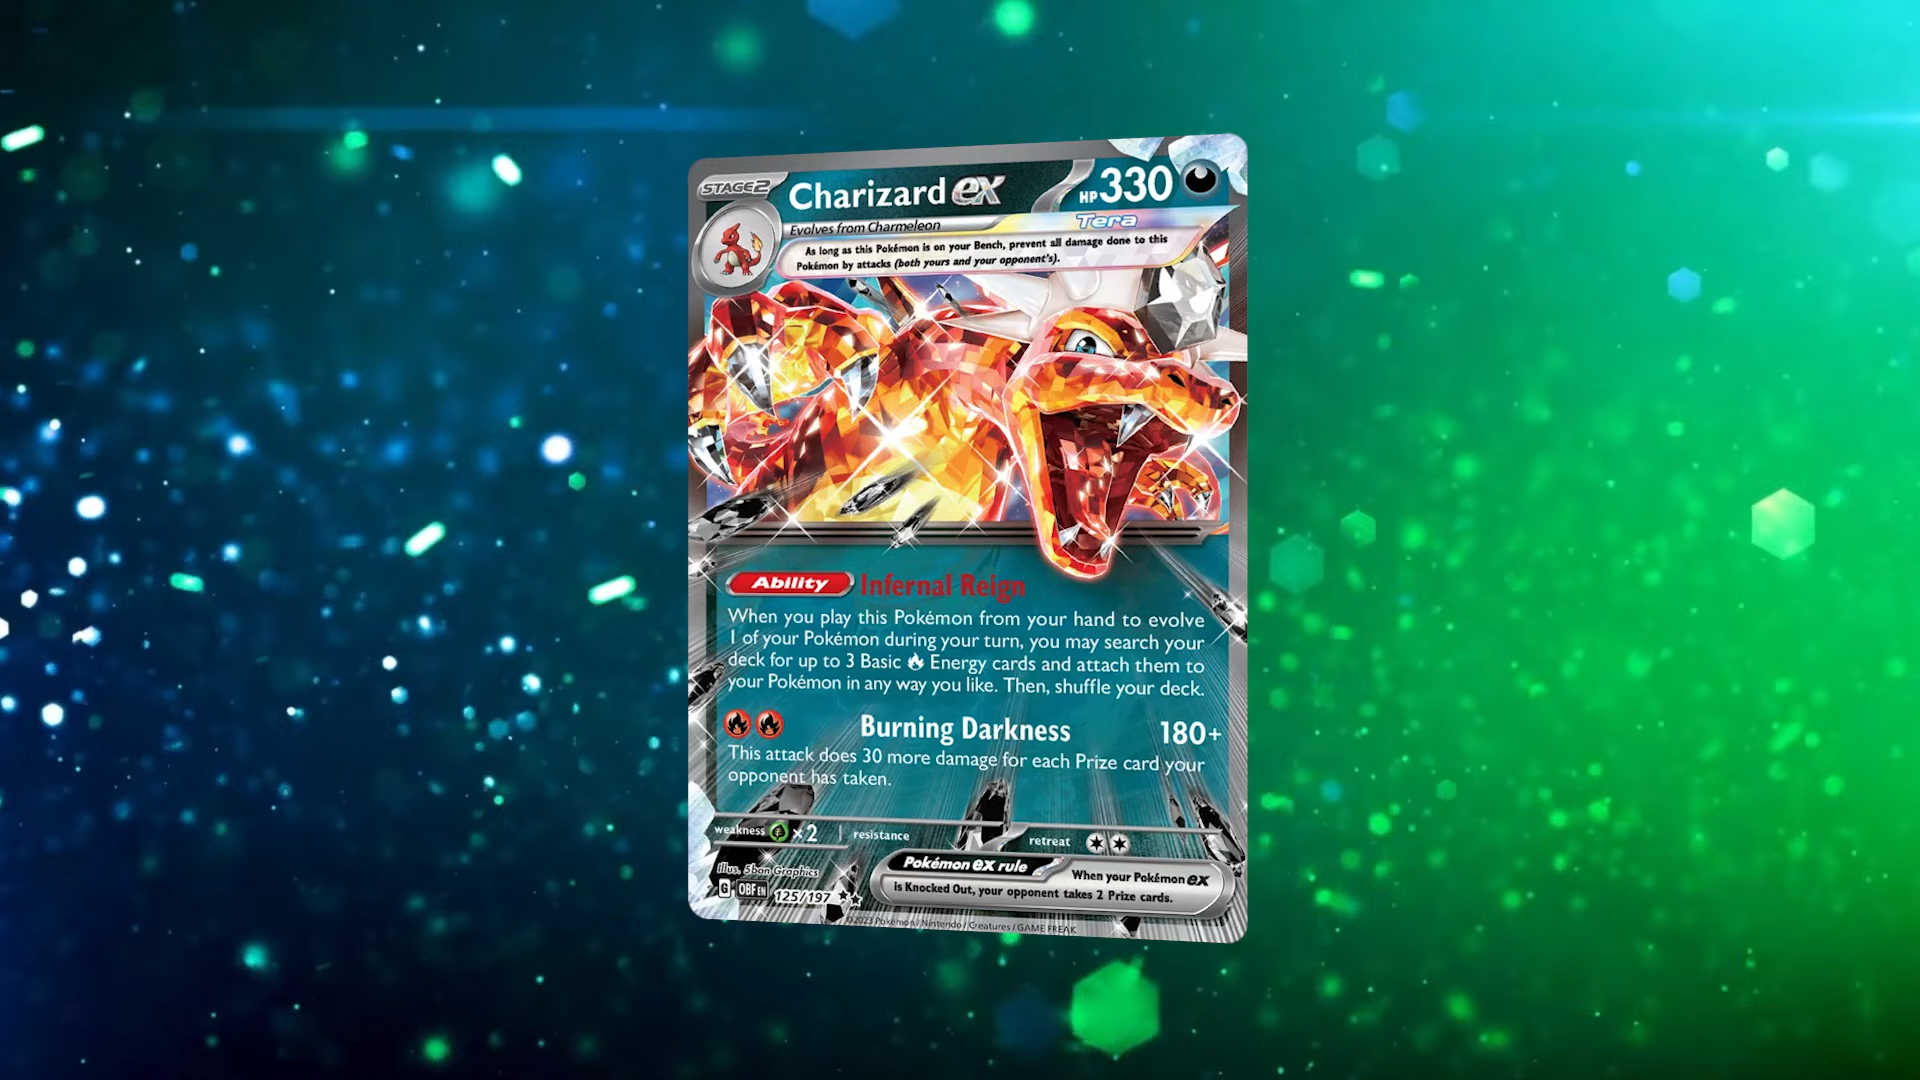 STAGE2
Charizard ex
HP 330
Evolves from Charmeleon
Tera
As long as this Pokémon is on your Bench, prevent all damage done to this
Pokémon by attacks (both yours and your opponent's).
Ability Infernal Reign
When you play this Pokémon from your hand to evolve
1 of your Pokémon during your turn, you may search your
deck for up to 3 Basic Energy cards and attach them to
your Pokémon in any way you like. Then, shuffle your deck.
Burning Darkness 180+
This attack does 30 more damage for each Prize card your
opponent has taken.
weakness ×2 resistance retreat
Illus. 5ban Graphics
G OBF EN 125/197
Pokémon ex rule When your Pokémon ex
is Knocked Out, your opponent takes 2 Prize cards.
©2023 Pokémon / Nintendo / Creatures / GAME FREAK